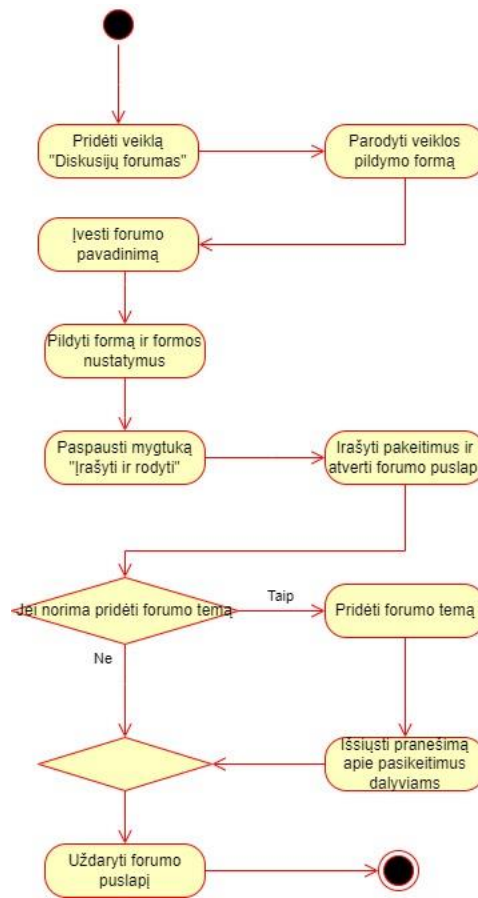 Pridėti veiklą
"Diskusijų forumas"
Parodyti veiklos
pildymo formą
Įvesti forumo
pavadinimą
Pildyti formą ir formos
nustatymus
Paspausti mygtuką
"Įrašyti ir rodyti"
Irašyti pakeitimus ir
atverti forumo puslap
Jei norima pridėti forumo temą
Taip
Pridėti forumo temą
Ne
Išsiųsti pranešimą
apie pasikeitimus
dalyviams
Uždaryti forumo
puslapį